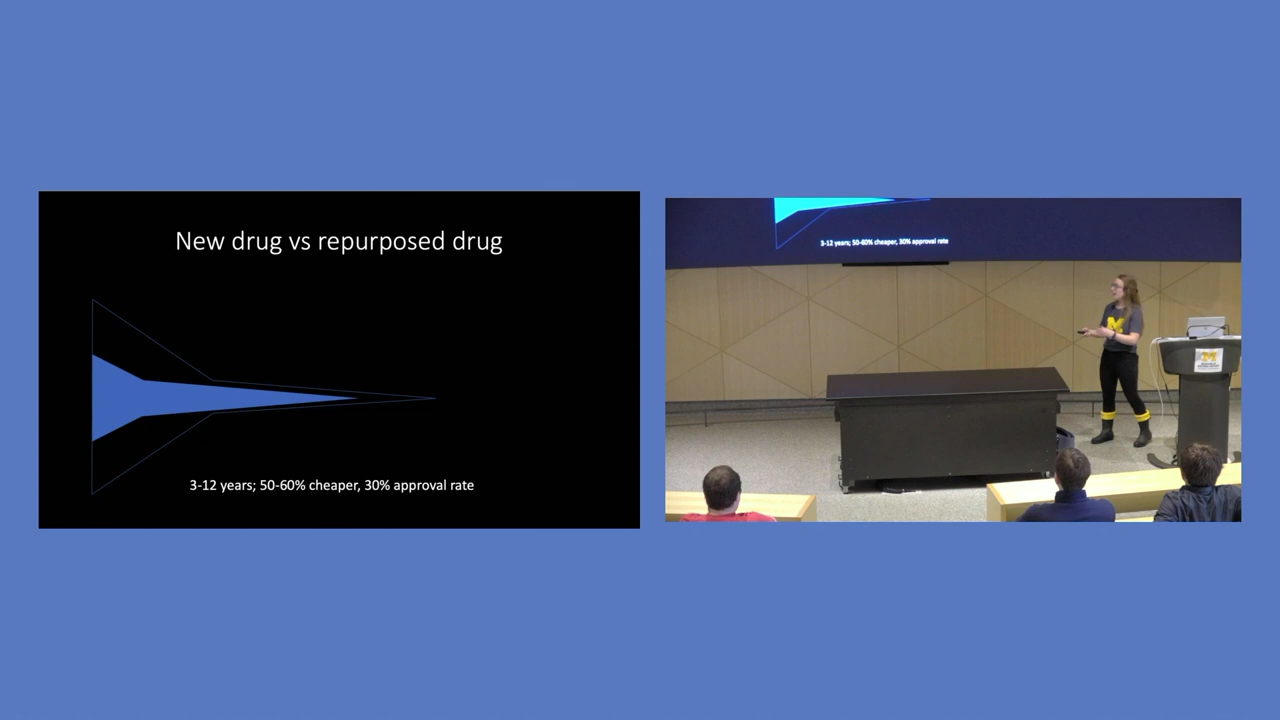 New drug vs repurposed drug
3-12 years; 50-60% cheaper, 30% approval rate
3-12 years; 50-60% cheaper, 30% approval rate
M
M